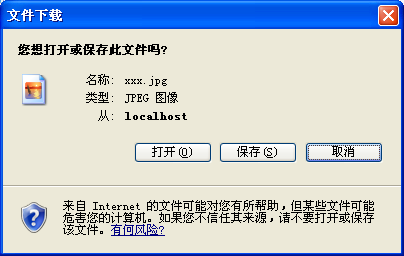 文件下载
您想打开或保存此文件吗?
名称: xxx.jpg
类型: JPEG 图像
从: localhost
打开(O) 保存(S) 取消
来自 Internet 的文件可能对您有所帮助,但某些文件可能
危害您的计算机。如果您不信任其来源,请不要打开或保存
该文件。有何风险?